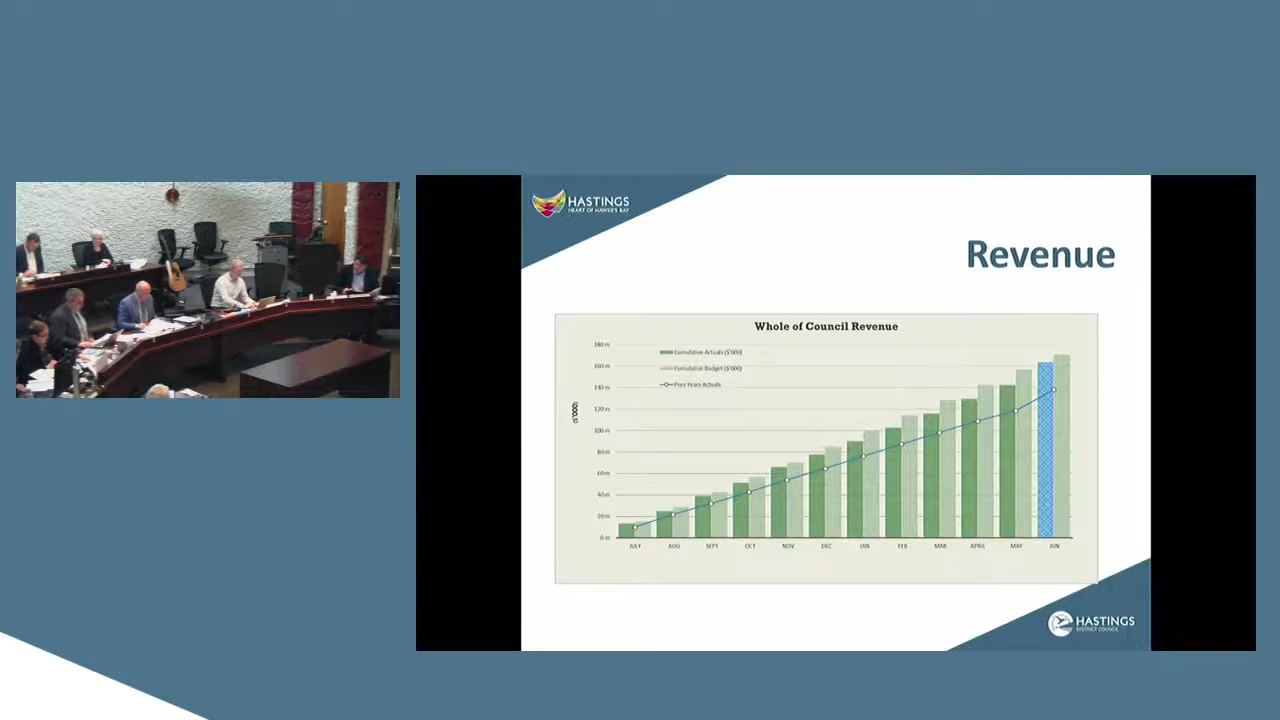 HASTINGS
HEART OF HAWKE'S BAY
Revenue
Whole of Council Revenue
180 m
160 m
140 m
120 m
100 m
80 m
60 m
40 m
20 m
0 m
($'000)
Cumulative Actuals ($'000)
Cumulative Budget ($'000)
Prev Years Actuals
JULY AUG SEPT OCT NOV DEC JAN FEB MAR APRIL MAY JUN
HASTINGS
DISTRICT COUNCIL